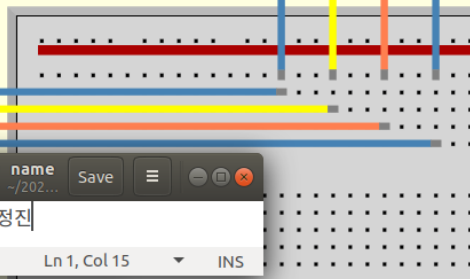 name
~/202...
Save
정진
Ln 1, Col 15
INS